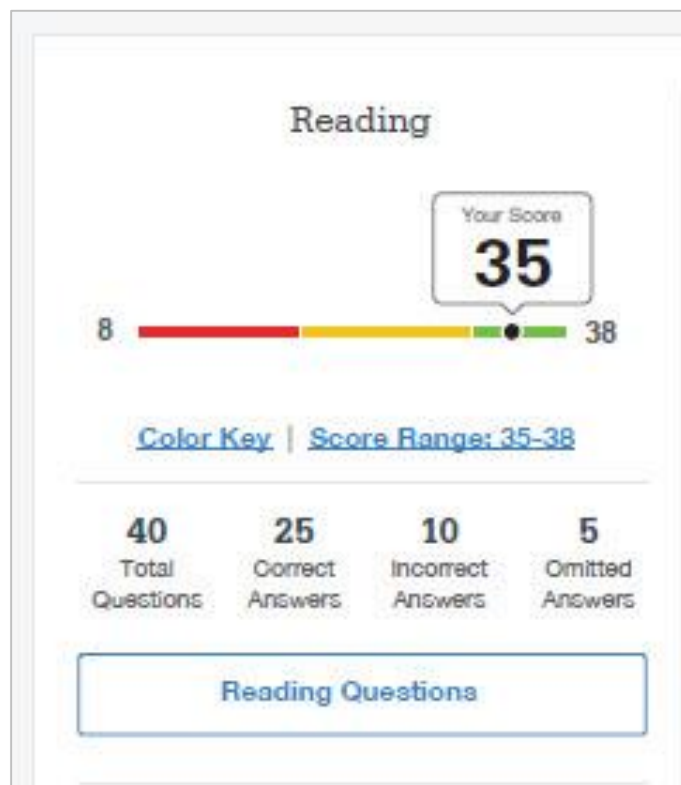 Reading
Your Score
35
8
38
Color Key | Score Range: 35-38
40 25 10 5
Total Correct Incorrect Omitted
Questions Answers Answers Answers
Reading Questions